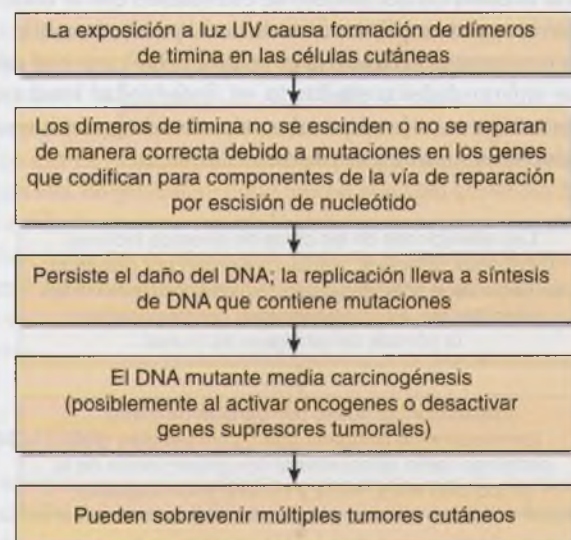 La exposición a luz UV causa formación de dímeros
de timina en las células cutáneas
Los dímeros de timina no se escinden o no se reparan
de manera correcta debido a mutaciones en los genes
que codifican para componentes de la vía de reparación
por escisión de nucleótido
Persiste el daño del DNA; la replicación lleva a síntesis
de DNA que contiene mutaciones
El DNA mutante media carcinogénesis
(posiblemente al activar oncogenes o desactivar
genes supresores tumorales)
Pueden sobrevenir múltiples tumores cutáneos